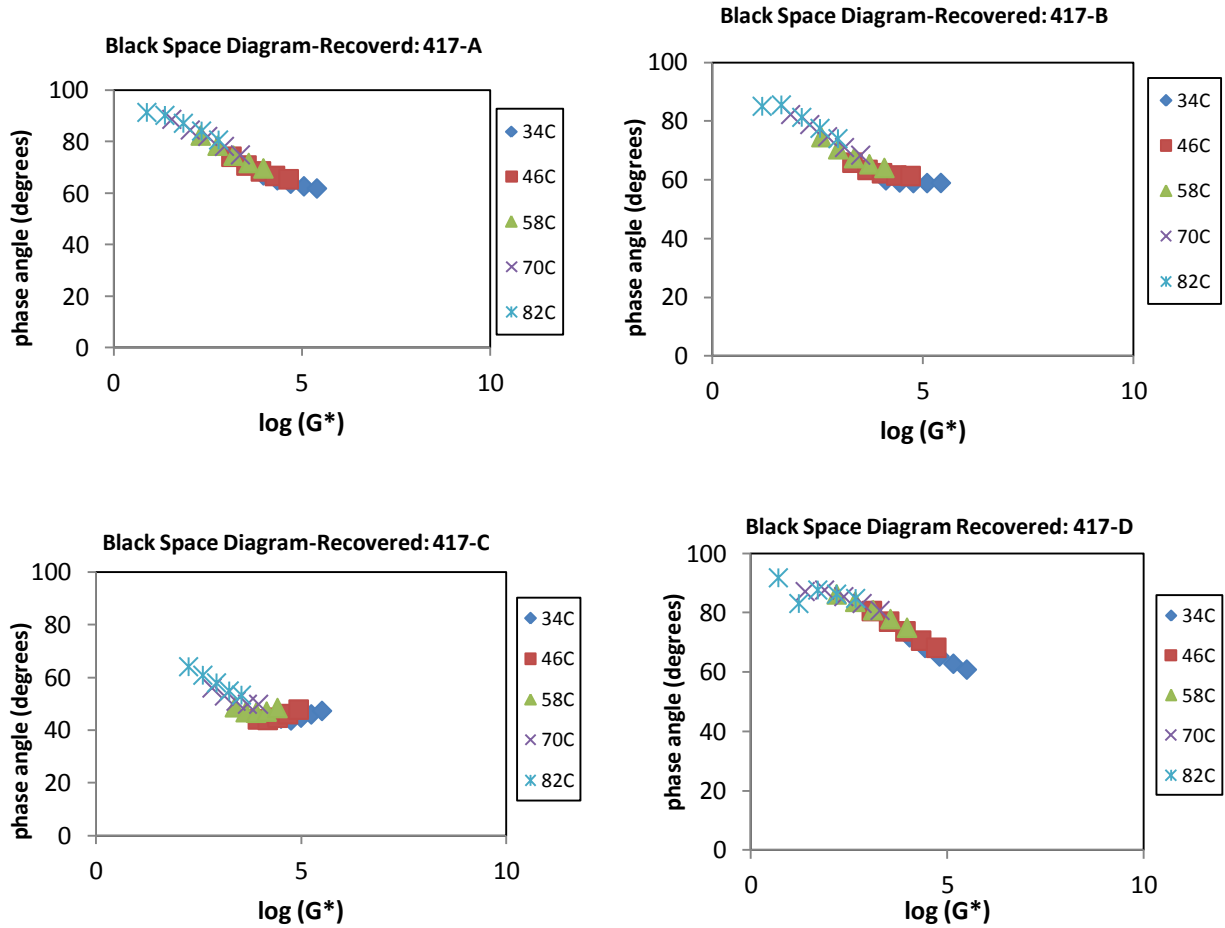 Black Space Diagram-Recoverd: 417-A
100
80
60
40
20
0
0
5
10
phase angle (degrees)
log (G*)
34C
46C
58C
70C
82C
Black Space Diagram-Recovered: 417-B
100
80
60
40
20
0
0
5
10
phase angle (degrees)
log (G*)
34C
46C
58C
70C
82C
Black Space Diagram-Recovered: 417-C
100
80
60
40
20
0
0
5
10
phase angle (degrees)
log (G*)
34C
46C
58C
70C
82C
Black Space Diagram Recovered: 417-D
100
80
60
40
20
0
0
5
10
phase angle (degrees)
log (G*)
34C
46C
58C
70C
82C